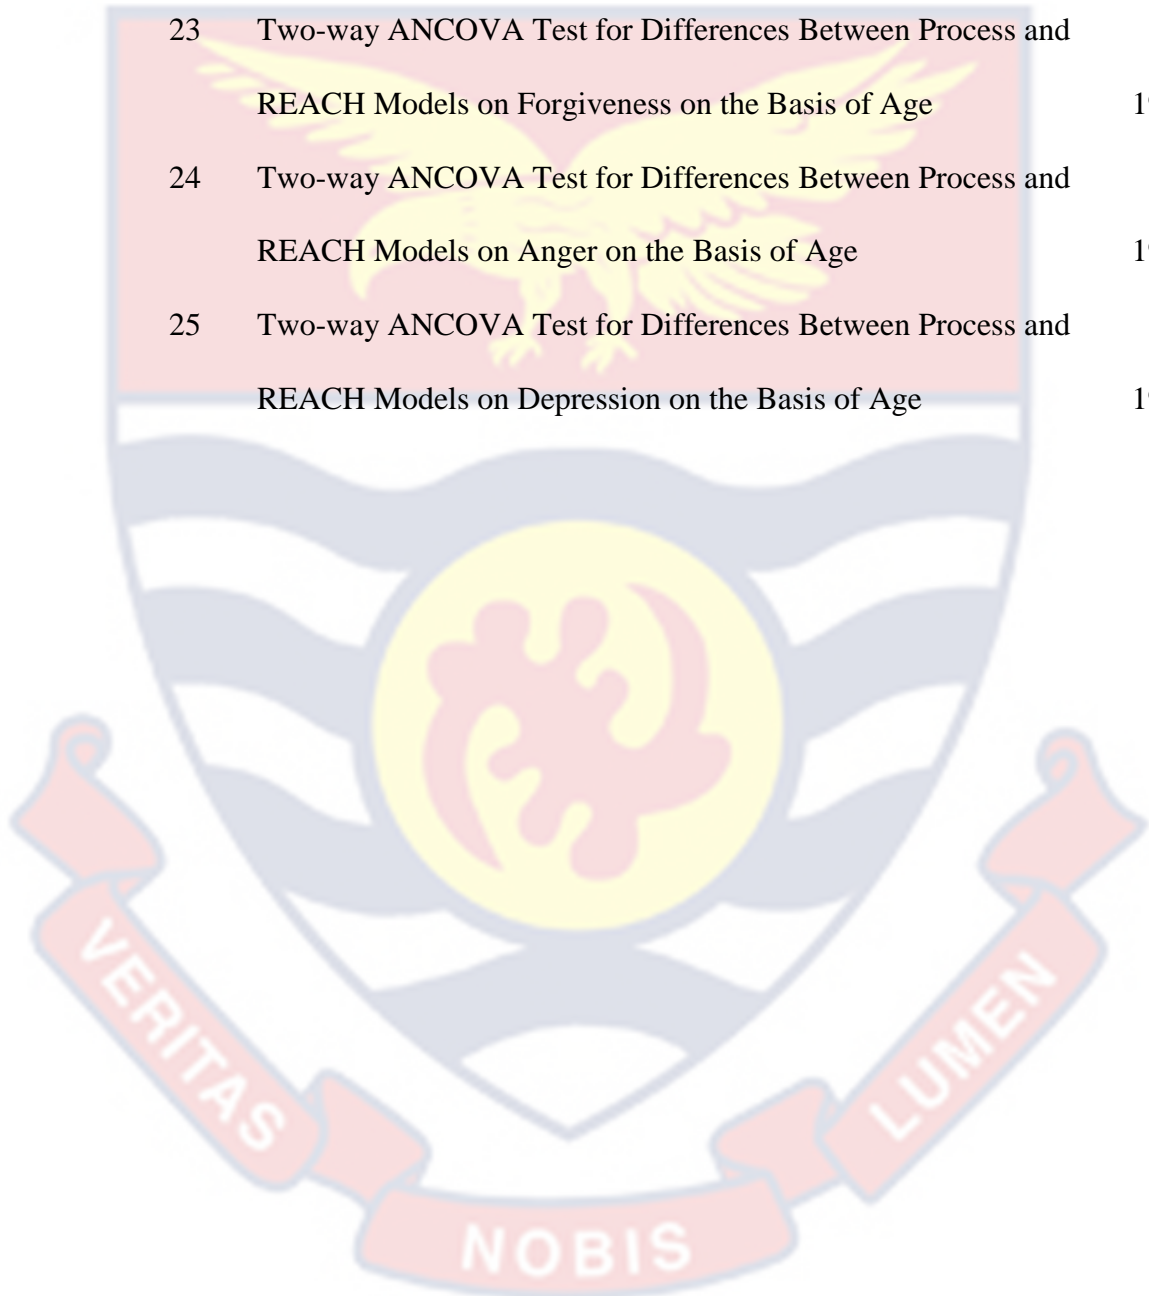 23 Two-way ANCOVA Test for Differences Between Process and
REACH Models on Forgiveness on the Basis of Age
24 Two-way ANCOVA Test for Differences Between Process and
REACH Models on Anger on the Basis of Age
25 Two-way ANCOVA Test for Differences Between Process and
REACH Models on Depression on the Basis of Age
VERITAS
NOBIS
LUMEN